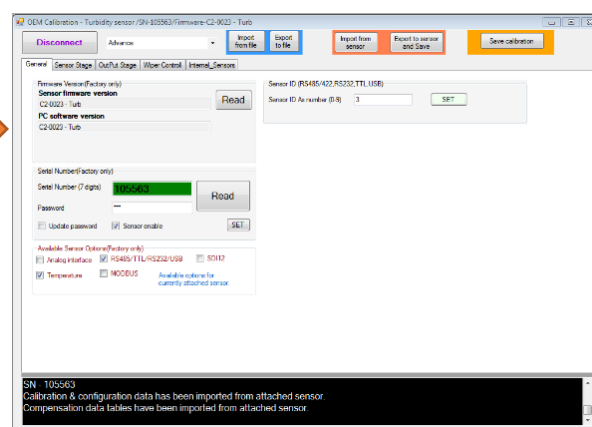 OEM Calibration - Turbidity sensor /SN-105563/Firmware-C2-0023 - Turb
Disconnect
Advance
Import from file
Export to file
Import from sensor
Export to sensor and Save
Save calibration
General
Sensor Stage
OutPut Stage
Wiper Control
Internal_Sensors
Firmware Version(Factory only)
Sensor firmware version
C2-0023 - Turb
Read
PC software version
C2-0023 - Turb
Sensor ID (RS485/422,RS232,TTL,USB)
Sensor ID As number (0-9)
3
SET
Serial Number(Factory only)
Serial Number (7 digits)
105563
Read
Password
***
Update password
Sensor enable
SET
Available Sensor Options(Factory only)
Analog interface
RS485/TTL/RS232/USB
SDI12
Temperature
MODBUS
Available options for
currently attached sensor
SN - 105563
Calibration & configuration data has been imported from attached sensor.
Compensation data tables have been imported from attached sensor.